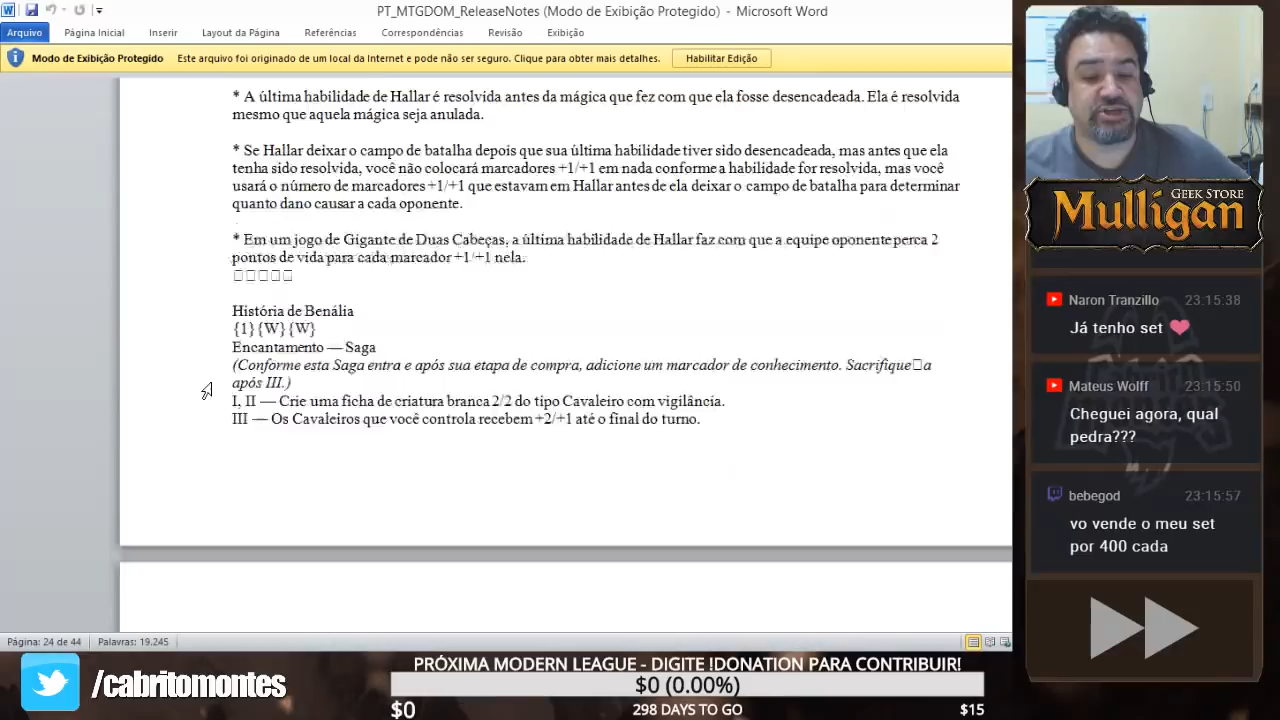 PT_MTGDOM_ReleaseNotes (Modo de Exibição Protegido) - Microsoft Word
Arquivo Página Inicial Inserir Layout da Página Referências Correspondências Revisão Exibição
Modo de Exibição Protegido Este arquivo foi originado de um local da Internet e pode não ser seguro. Clique para obter mais detalhes. Habilitar Edição
* A última habilidade de Hallar é resolvida antes da mágica que fez com que ela fosse desencadeada. Ela é resolvida
mesmo que aquela mágica seja anulada.
* Se Hallar deixar o campo de batalha depois que sua última habilidade tiver sido desencadeada, mas antes que ela
tenha sido resolvida, você não colocará marcadores +1/+1 em nada conforme a habilidade for resolvida, mas você
usará o número de marcadores +1/+1 que estavam em Hallar antes de ela deixar o campo de batalha para determinar
quanto dano causar a cada oponente.
* Em um jogo de Gigante de Duas Cabeças, a última habilidade de Hallar faz com que a equipe oponente perca 2
pontos de vida para cada marcador +1/+1 nela.
□□□□□
História de Benália
{1}{W}{W}
Encantamento — Saga
(Conforme esta Saga entra e após sua etapa de compra, adicione um marcador de conhecimento. Sacrifique□a
após III.)
I, II — Crie uma ficha de criatura branca 2/2 do tipo Cavaleiro com vigilância.
III — Os Cavaleiros que você controla recebem +2/+1 até o final do turno.
Página: 24 de 44 Palavras: 19.245
GEEK STORE
Mulligan
Naron Tranzillo 23:15:38
Já tenho set ❤
Mateus Wolff 23:15:50
Cheguei agora, qual
pedra???
bebegod 23:15:57
vo vende o meu set
por 400 cada
/cabritomontes
PRÓXIMA MODERN LEAGUE - DIGITE !DONATION PARA CONTRIBUIR!
$0 (0.00%)
$0 298 DAYS TO GO $15